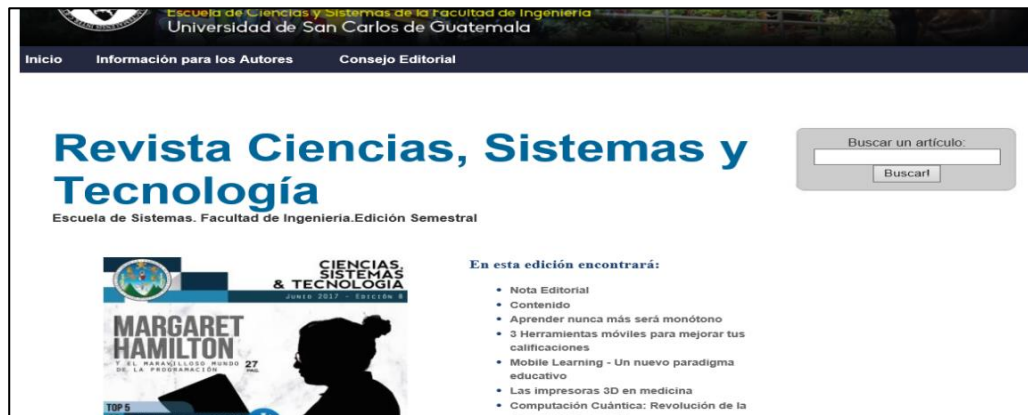 Escuela de Ciencias y Sistemas de la Facultad de Ingeniería
Universidad de San Carlos de Guatemala
Inicio Información para los Autores Consejo Editorial
Revista Ciencias, Sistemas y
Tecnología
Escuela de Sistemas. Facultad de Ingeniería.Edición Semestral
Buscar un artículo:
Buscar!
CIENCIAS,
SISTEMAS
& TECNOLOGÍA
JUNIO 2017 - EDICIÓN 8
MARGARET
HAMILTON
Y EL MARAVILLOSO MUNDO
DE LA PROGRAMACIÓN
27
PAG.
TOP 5
En esta edición encontrará:
• Nota Editorial
• Contenido
• Aprender nunca más será monótono
• 3 Herramientas móviles para mejorar tus
calificaciones
• Mobile Learning - Un nuevo paradigma
educativo
• Las impresoras 3D en medicina
• Computación Cuántica: Revolución de la